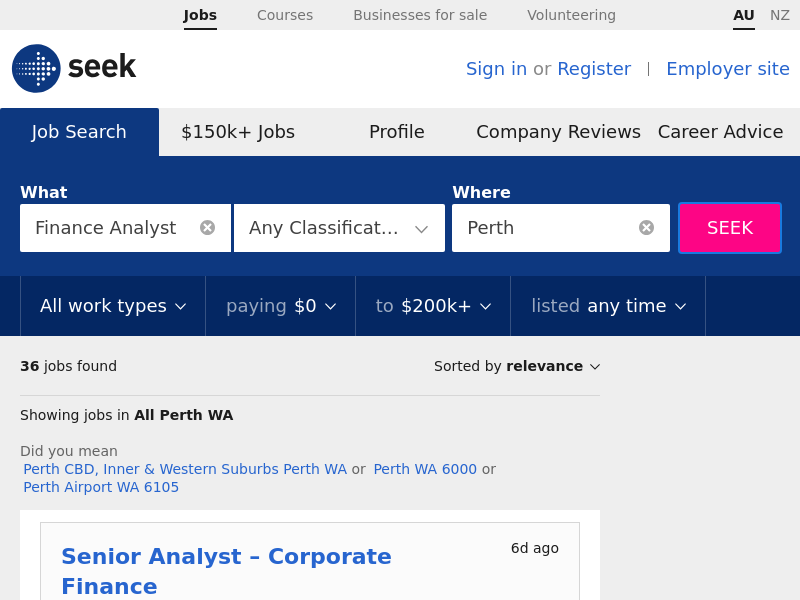 Jobs Courses Businesses for sale Volunteering AU NZ
seek Sign in or Register Employer site
Job Search $150k+ Jobs Profile Company Reviews Career Advice
What Where
Finance Analyst Any Classificat... Perth SEEK
All work types paying $0 to $200k+ listed any time
36 jobs found Sorted by relevance
Showing jobs in All Perth WA
Did you mean
Perth CBD, Inner & Western Suburbs Perth WA or Perth WA 6000 or
Perth Airport WA 6105
Senior Analyst – Corporate 6d ago
Finance